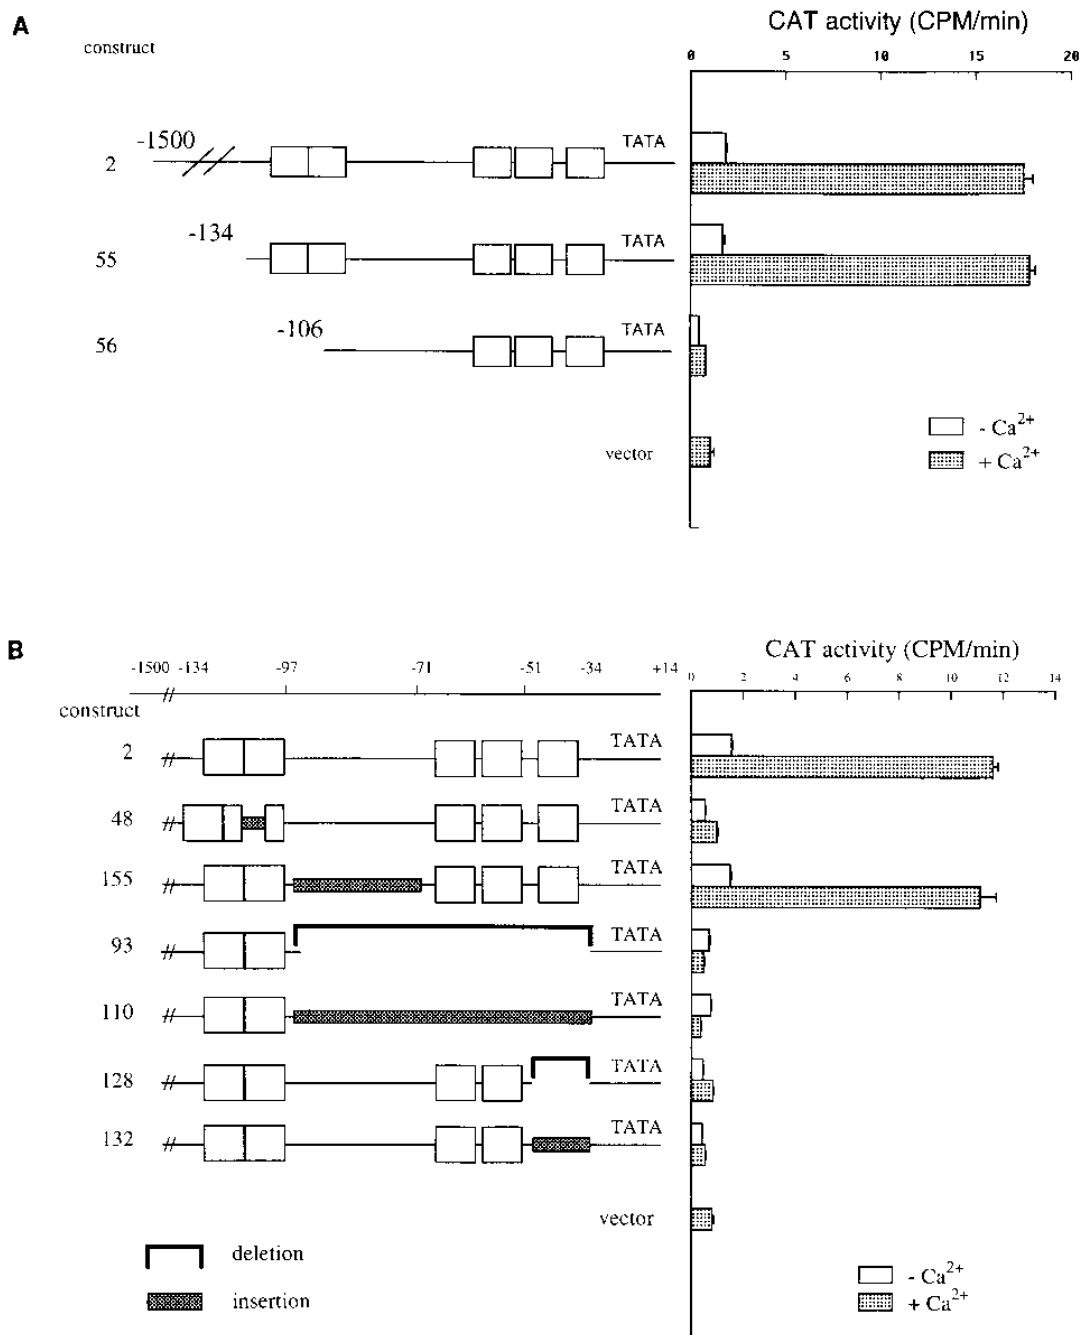 A
construct
CAT activity (CPM/min)
0 5 10 15 20
-1500
2
TATA
-134
55
TATA
-106
56
TATA
vector
- Ca2+
+ Ca2+
B
CAT activity (CPM/min)
-1500 -134 -97 -71 -51 -34 +14
0 2 4 6 8 10 12 14
construct
2 // TATA
48 // TATA
155 // TATA
93 // TATA
110 // TATA
128 // TATA
132 // TATA
vector
deletion
insertion
- Ca2+
+ Ca2+